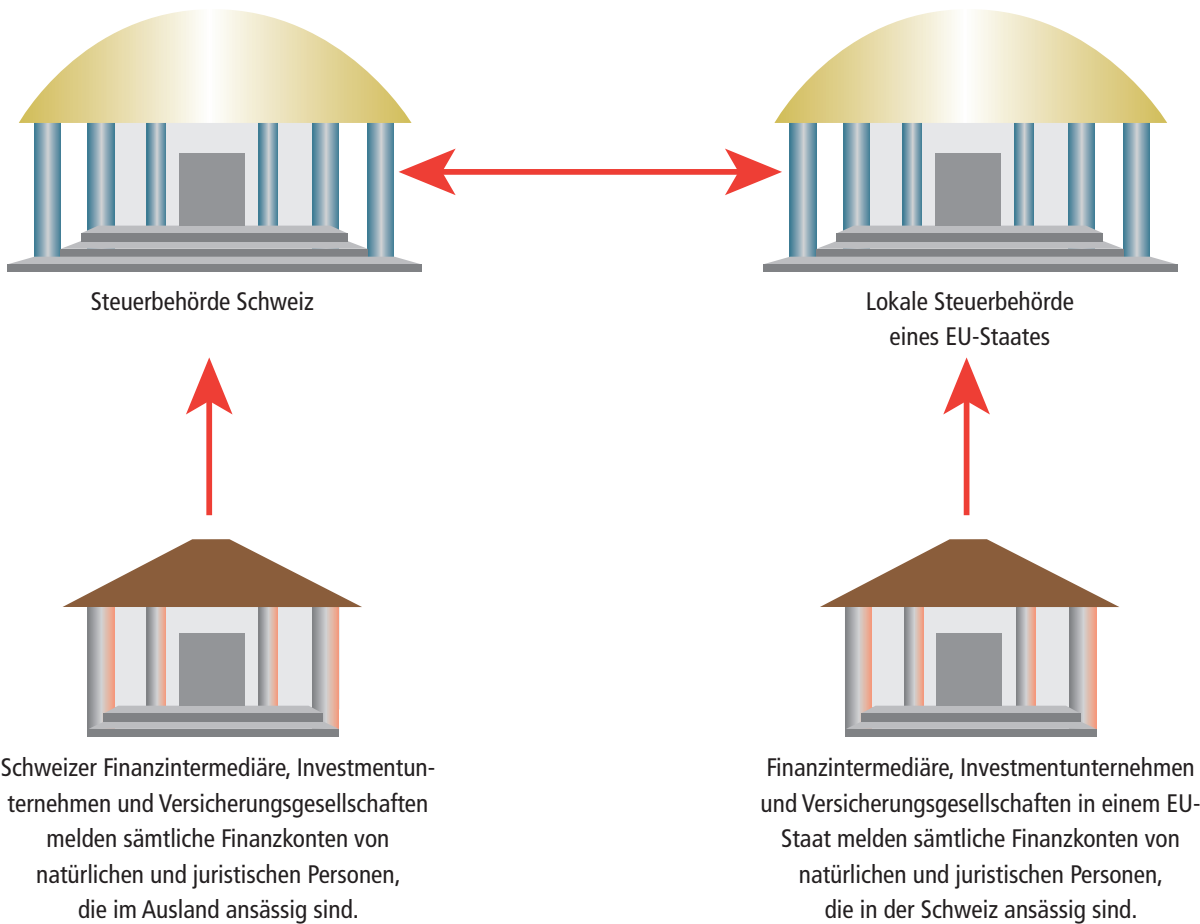 Steuerbehörde Schweiz
Lokale Steuerbehörde
eines EU-Staates
Schweizer Finanzintermediäre, Investmentun-
ternehmen und Versicherungsgesellschaften
melden sämtliche Finanzkonten von
natürlichen und juristischen Personen,
die im Ausland ansässig sind.
Finanzintermediäre, Investmentunternehmen
und Versicherungsgesellschaften in einem EU-
Staat melden sämtliche Finanzkonten von
natürlichen und juristischen Personen,
die in der Schweiz ansässig sind.